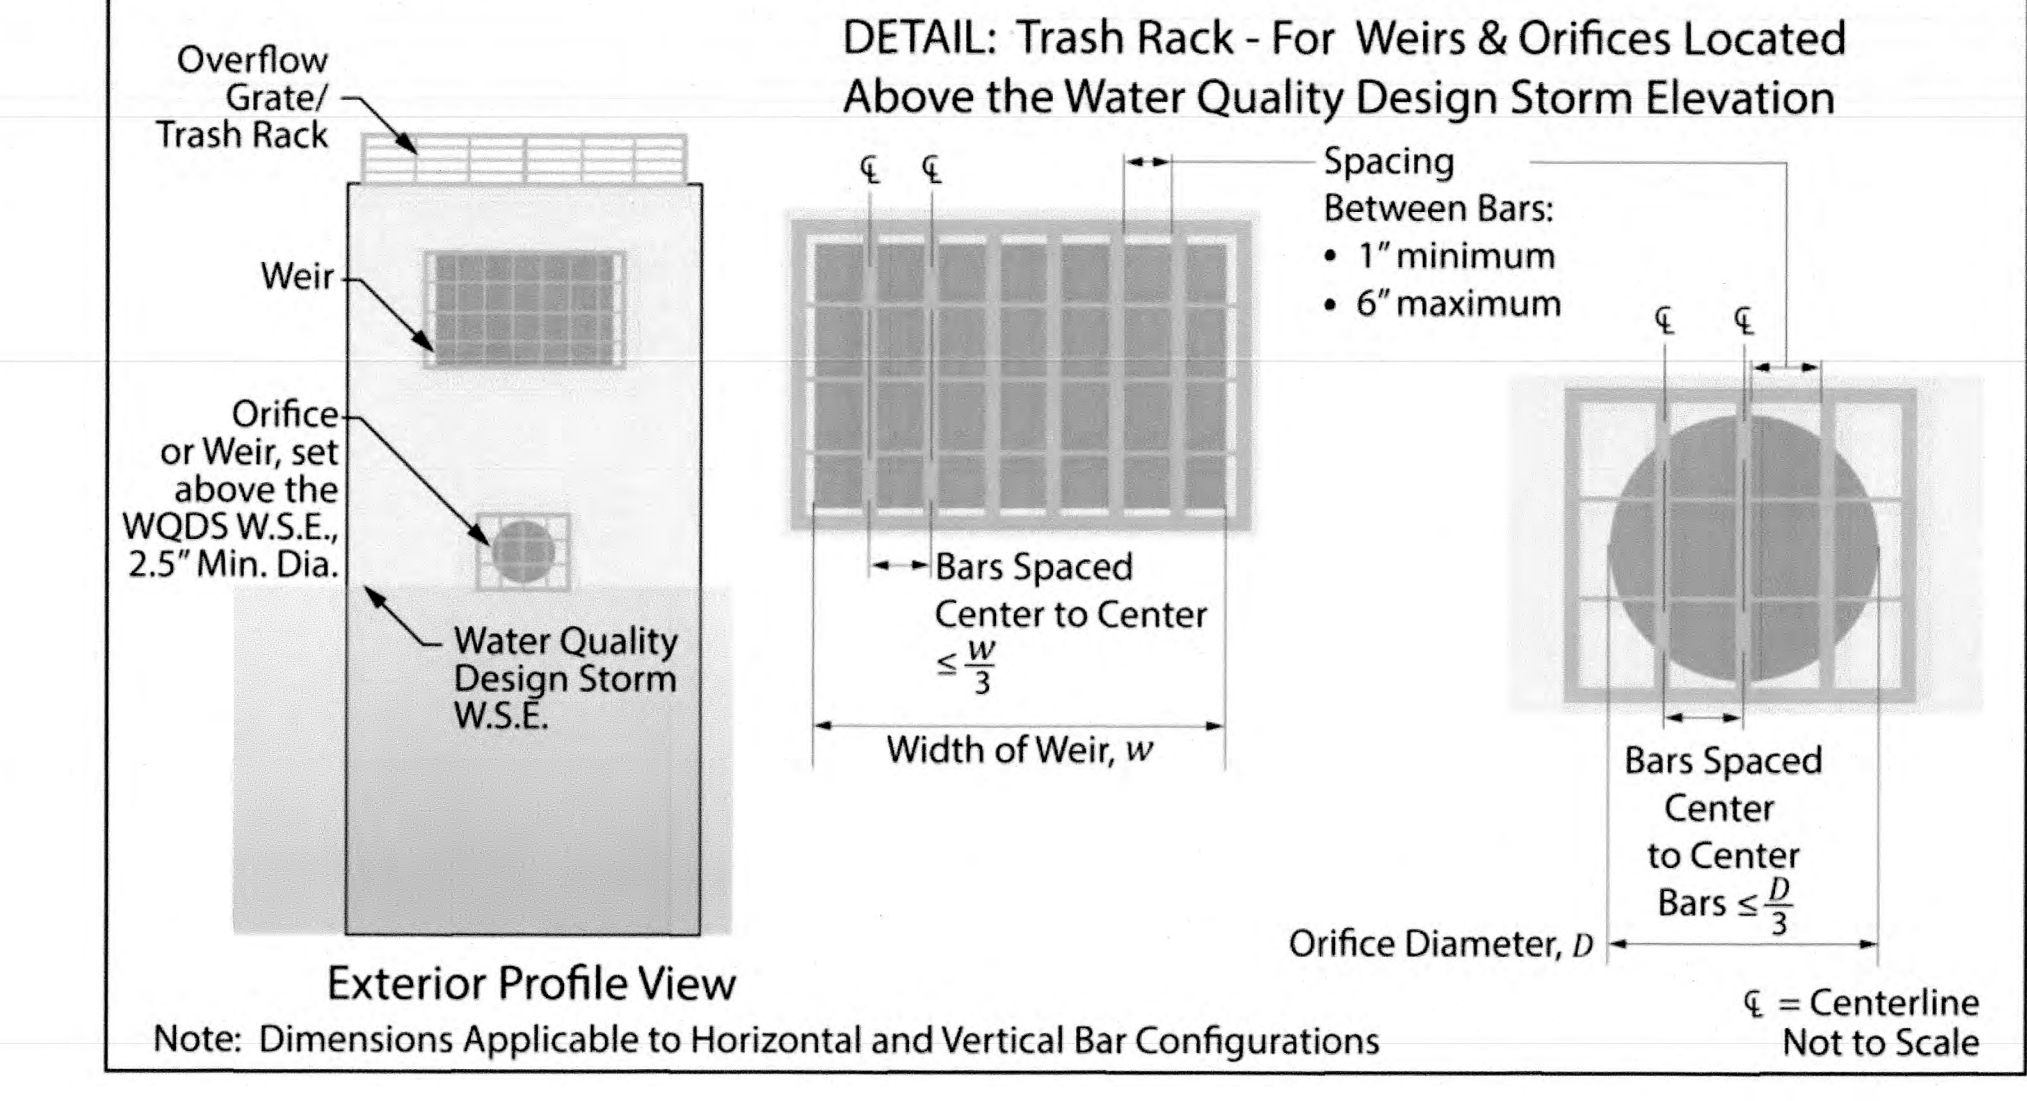 DETAIL: Trash Rack - For Weirs & Orifices Located
Above the Water Quality Design Storm Elevation
Overflow
Grate/
Trash Rack
Weir
Orifice
or Weir, set
above the
WQDS W.S.E.,
2.5" Min. Dia.
Water Quality
Design Storm
W.S.E.
Exterior Profile View
℄ ℄
Spacing
Between Bars:
• 1" minimum
• 6" maximum
Bars Spaced
Center to Center
≤ W/3
Width of Weir, W
℄ ℄
Bars Spaced
Center
to Center
Bars ≤ D/3
Orifice Diameter, D
℄ = Centerline
Not to Scale
Note: Dimensions Applicable to Horizontal and Vertical Bar Configurations